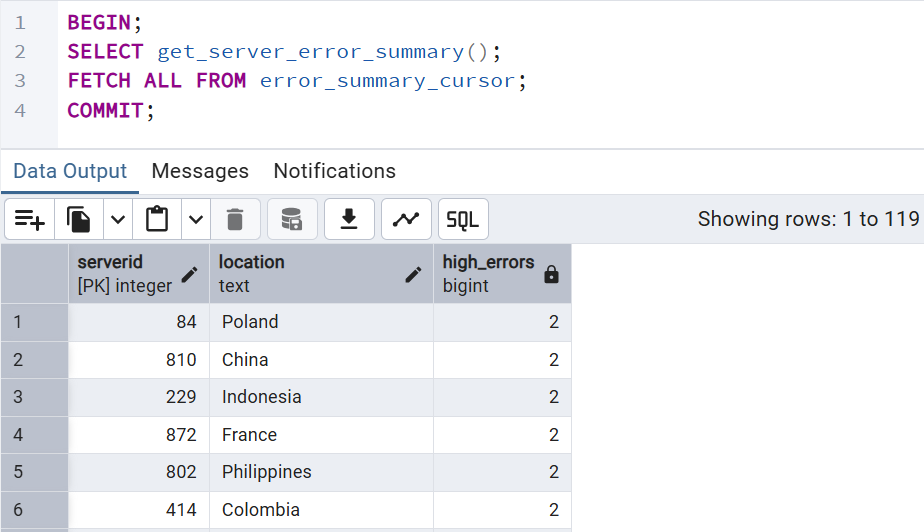 1 BEGIN;
2 SELECT get_server_error_summary();
3 FETCH ALL FROM error_summary_cursor;
4 COMMIT;
Data Output Messages Notifications
SQL Showing rows: 1 to 119
serverid location high_errors
[PK] integer text bigint
1 84 Poland 2
2 810 China 2
3 229 Indonesia 2
4 872 France 2
5 802 Philippines 2
6 414 Colombia 2